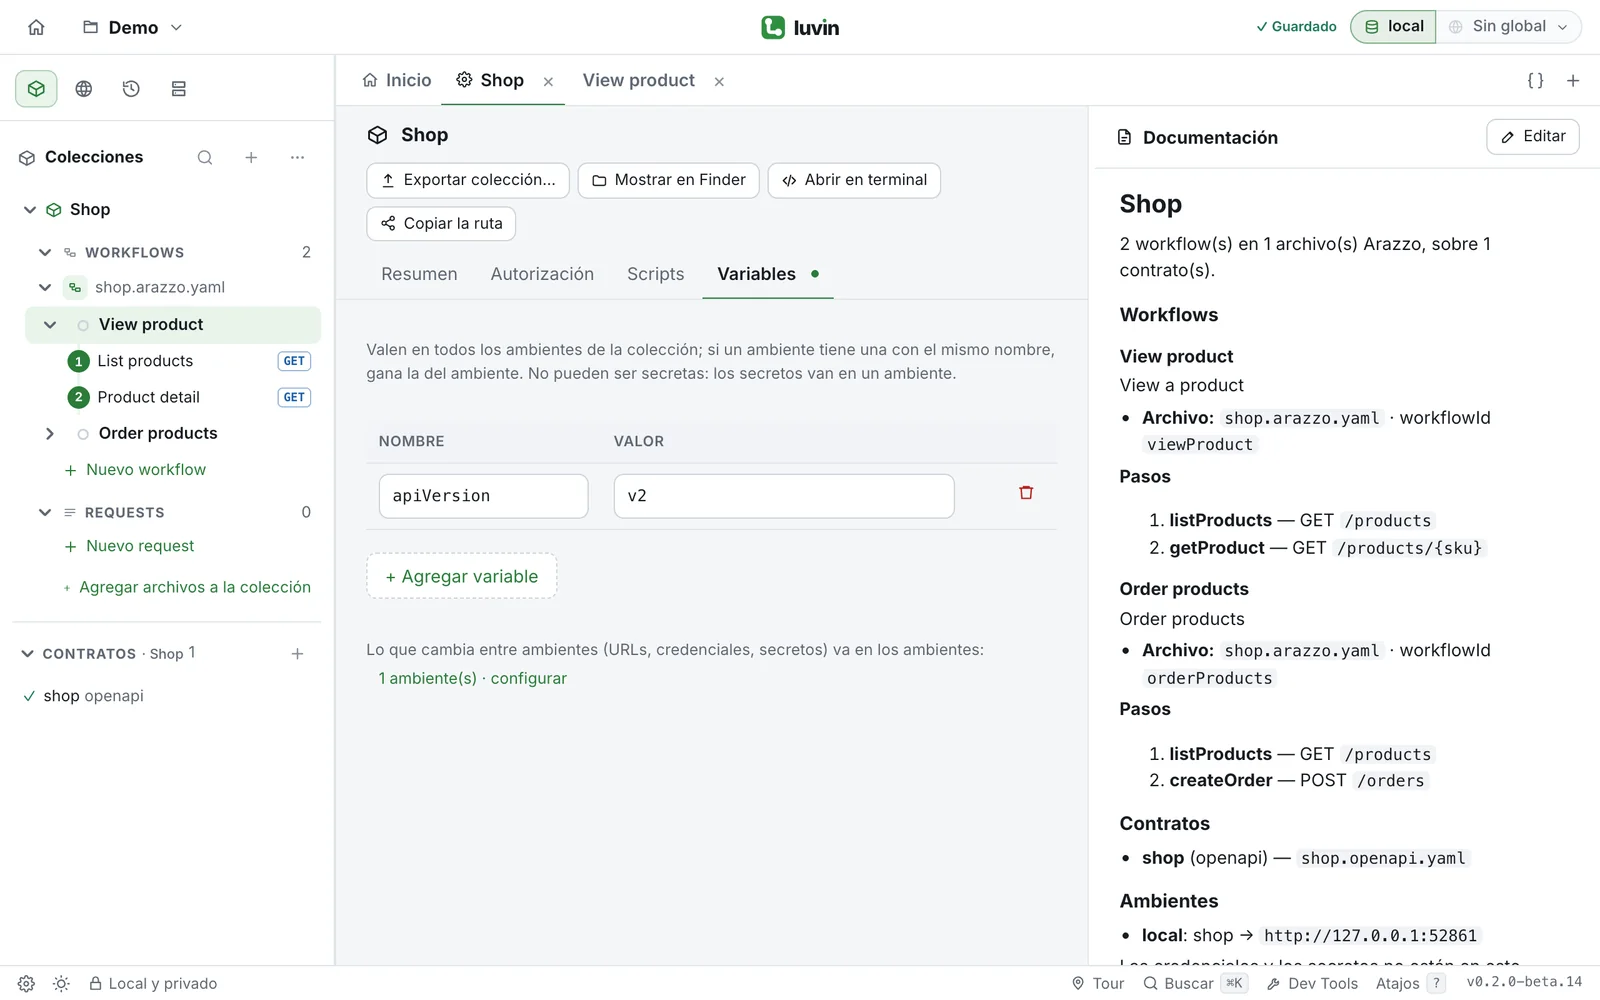 Demo
luvin
Guardado
local
Sin global
Inicio
Shop
View product
{ }
Colecciones
Shop
WORKFLOWS 2
shop.arazzo.yaml
View product
1 List products GET
2 Product detail GET
Order products
+ Nuevo workflow
REQUESTS 0
+ Nuevo request
+ Agregar archivos a la colección
CONTRATOS · Shop 1
shop openapi
Shop
Exportar colección...
Mostrar en Finder
Abrir en terminal
Copiar la ruta
Resumen
Autorización
Scripts
Variables
Valen en todos los ambientes de la colección; si un ambiente tiene una con el mismo nombre,
gana la del ambiente. No pueden ser secretas: los secretos van en un ambiente.
NOMBRE VALOR
apiVersion v2
+ Agregar variable
Lo que cambia entre ambientes (URLs, credenciales, secretos) va en los ambientes:
1 ambiente(s) · configurar
Documentación
Editar
Shop
2 workflow(s) en 1 archivo(s) Arazzo, sobre 1
contrato(s).
Workflows
View product
View a product
• Archivo: shop.arazzo.yaml · workflowId
viewProduct
Pasos
1. listProducts — GET /products
2. getProduct — GET /products/{sku}
Order products
Order products
• Archivo: shop.arazzo.yaml · workflowId
orderProducts
Pasos
1. listProducts — GET /products
2. createOrder — POST /orders
Contratos
• shop (openapi) — shop.openapi.yaml
Ambientes
• local: shop → http://127.0.0.1:52861
Las credenciales y los secretos no están en este
Local y privado
Tour
Buscar ⌘K
Dev Tools
Atajos ?
v0.2.0-beta.14